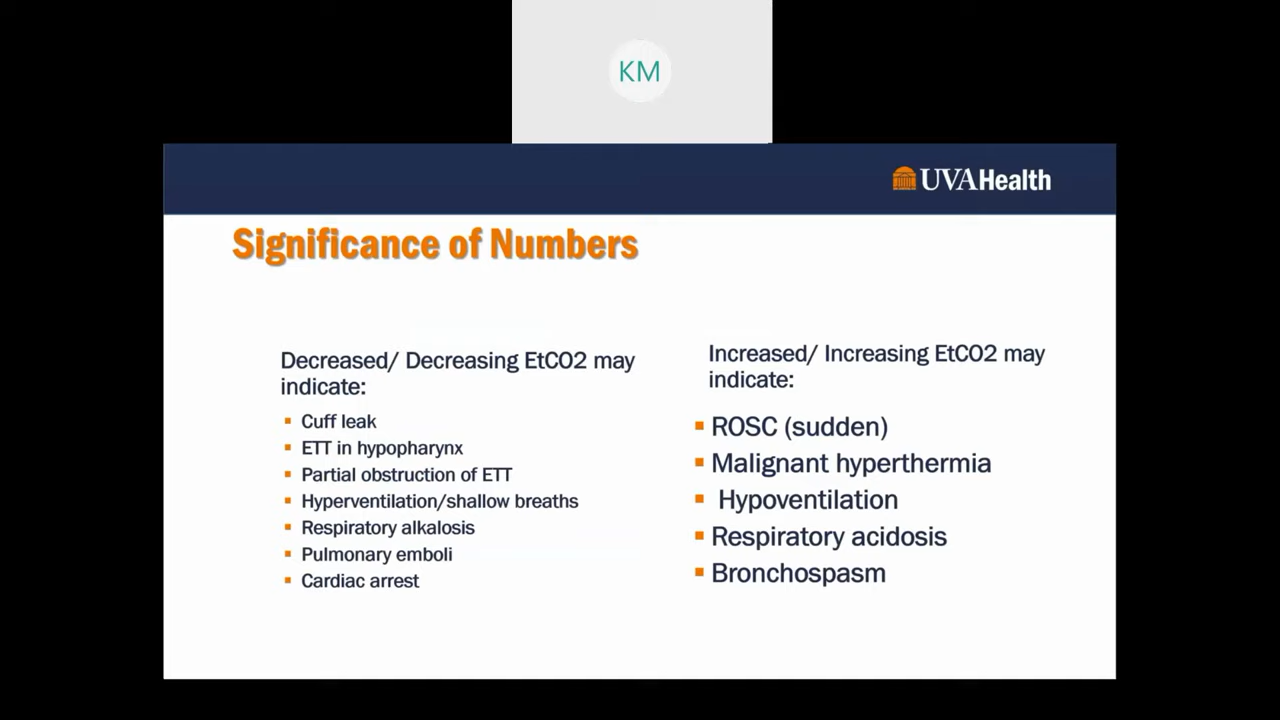 KM
UVAHealth
Significance of Numbers
Decreased/ Decreasing EtCO2 may
indicate:
Cuff leak
ETT in hypopharynx
Partial obstruction of ETT
Hyperventilation/shallow breaths
Respiratory alkalosis
Pulmonary emboli
Cardiac arrest
Increased/ Increasing EtCO2 may
indicate:
ROSC (sudden)
Malignant hyperthermia
Hypoventilation
Respiratory acidosis
Bronchospasm